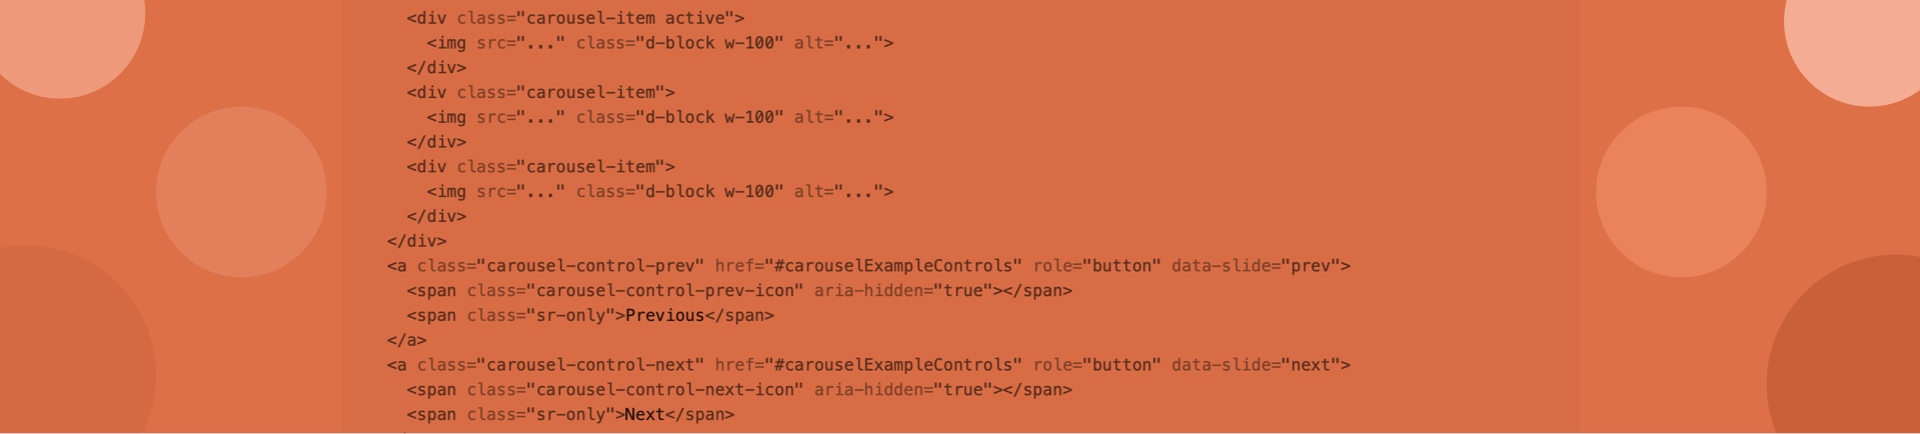 <div class="carousel-item active">
<img src="..." class="d-block w-100" alt="...">
</div>
<div class="carousel-item">
<img src="..." class="d-block w-100" alt="...">
</div>
<div class="carousel-item">
<img src="..." class="d-block w-100" alt="...">
</div>
</div>
<a class="carousel-control-prev" href="#carouselExampleControls" role="button" data-slide="prev">
<span class="carousel-control-prev-icon" aria-hidden="true"></span>
<span class="sr-only">Previous</span>
</a>
<a class="carousel-control-next" href="#carouselExampleControls" role="button" data-slide="next">
<span class="carousel-control-next-icon" aria-hidden="true"></span>
<span class="sr-only">Next</span>